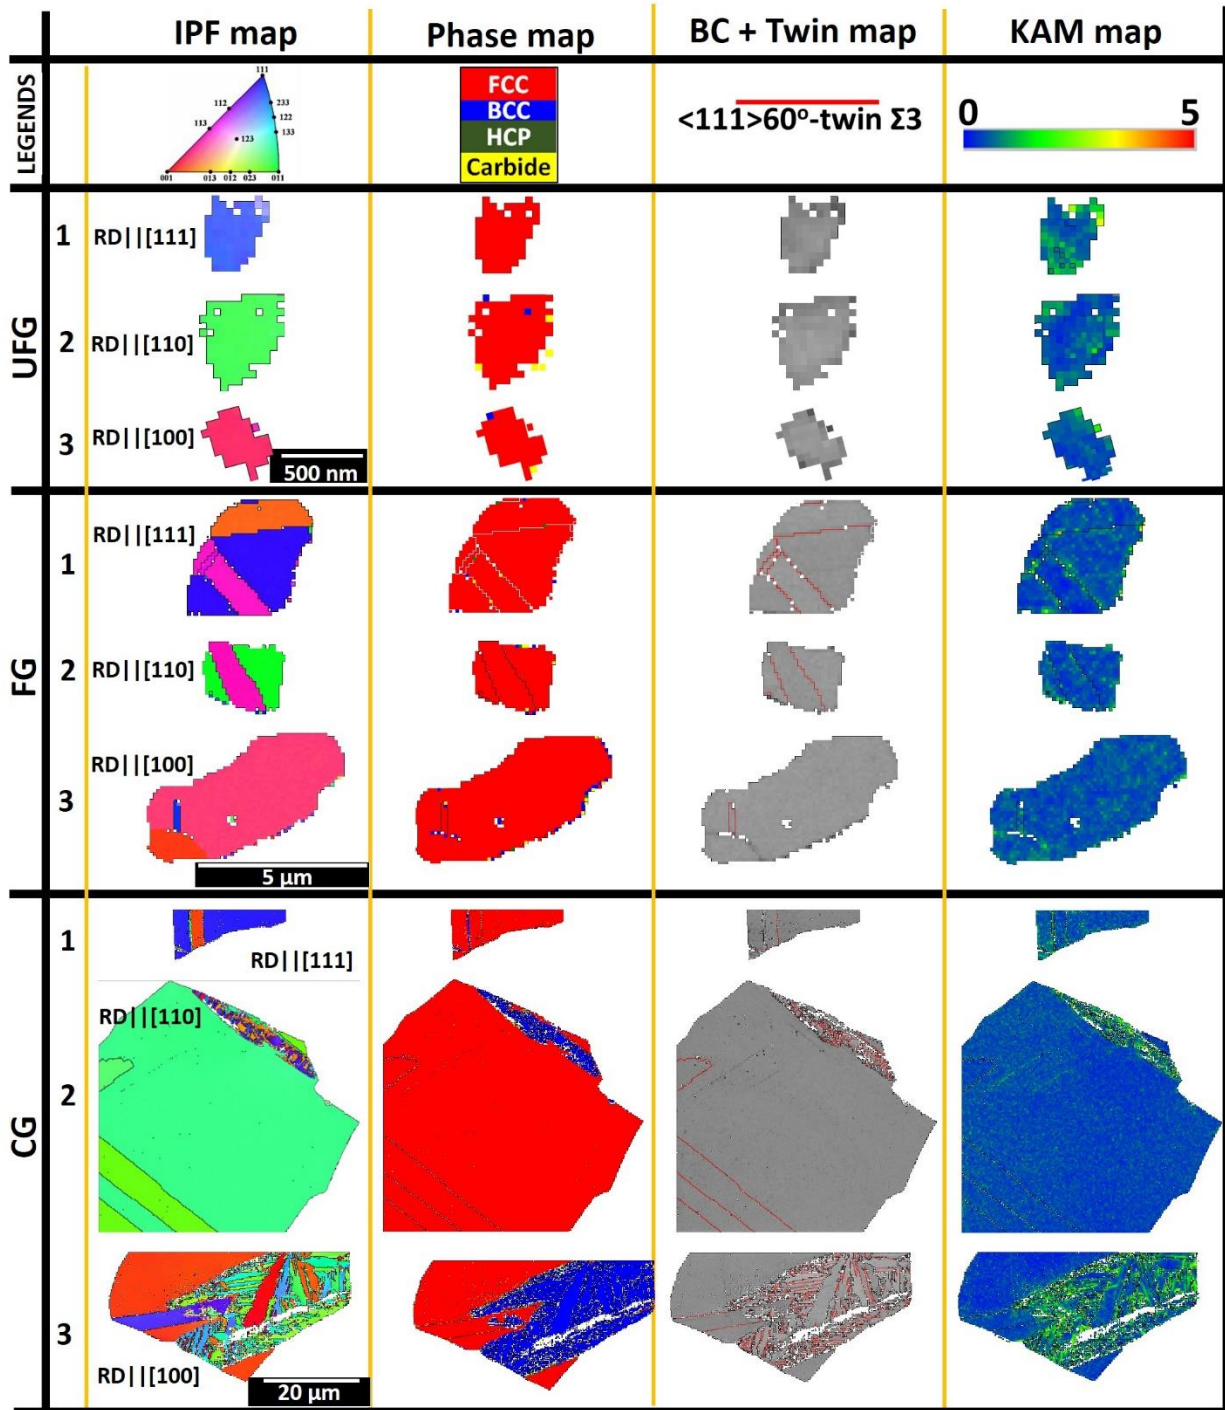 IPF map
Phase map
BC + Twin map
KAM map
LEGENDS
111
112
233
122
113
133
123
001
013
012
023
011
FCC
BCC
HCP
Carbide
<111>60°-twin Σ3
0
5
UFG
1
RD||[111]
2
RD||[110]
3
RD||[100]
500 nm
FG
RD||[111]
1
RD||[110]
2
RD||[100]
3
5 µm
CG
1
RD||[111]
RD||[110]
2
3
RD||[100]
20 µm